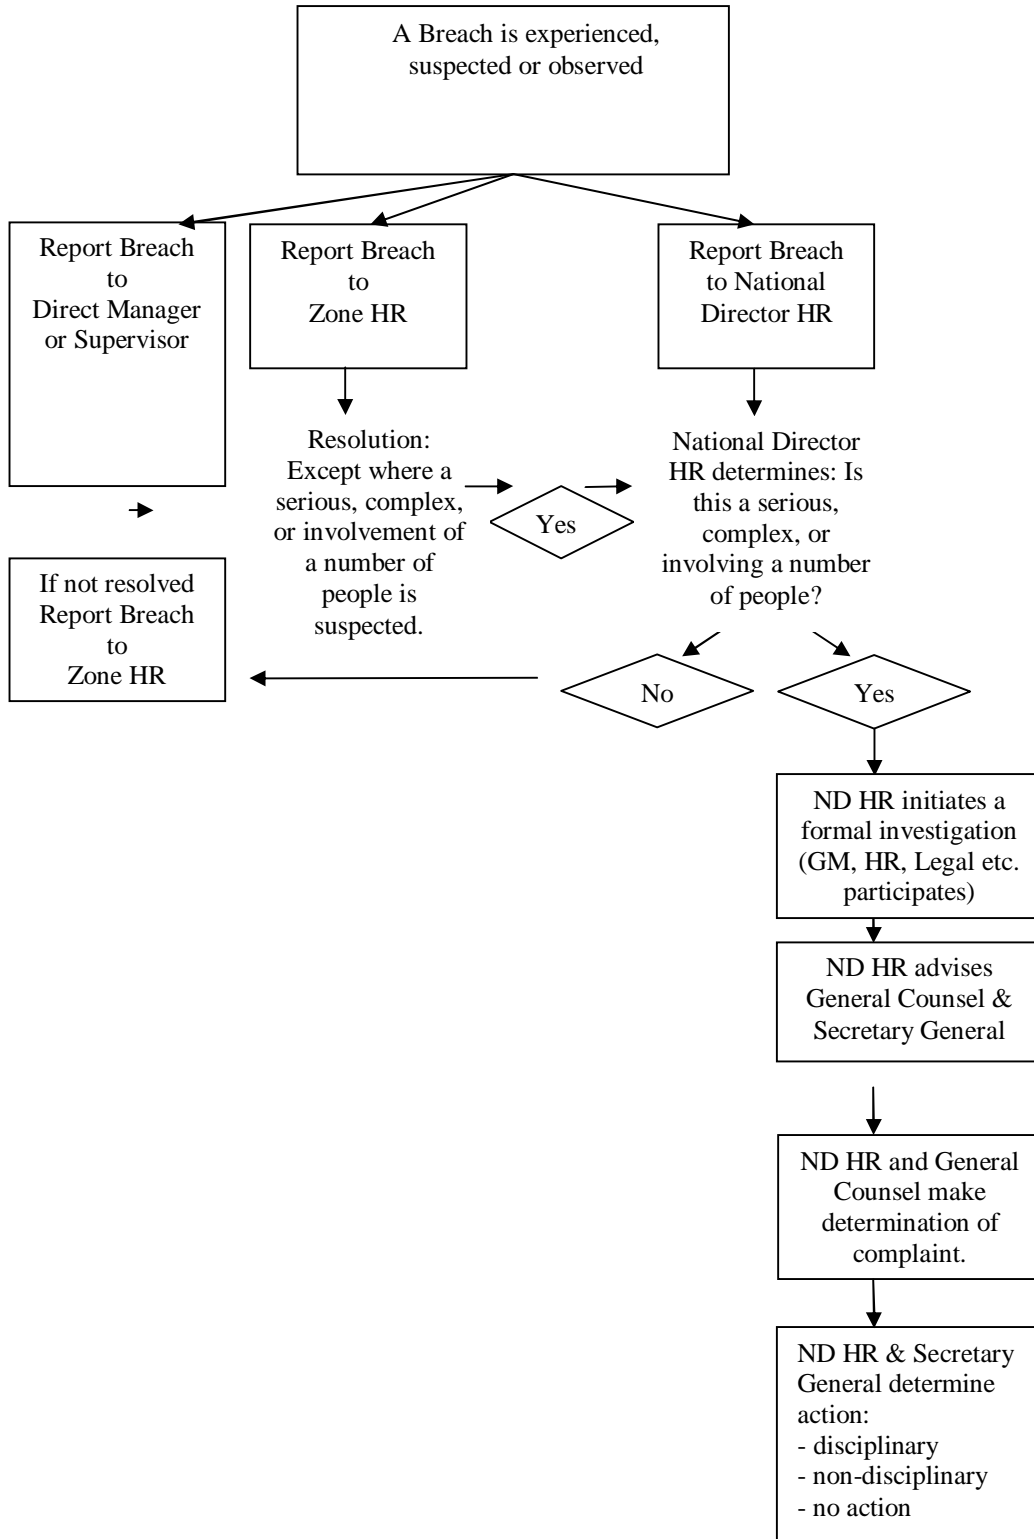 A Breach is experienced,
suspected or observed
Report Breach
to
Direct Manager
or Supervisor
Report Breach
to
Zone HR
Report Breach
to National
Director HR
Resolution:
Except where a
serious, complex,
or involvement of
a number of
people is
suspected.
Yes
National Director
HR determines: Is
this a serious,
complex, or
involving a number
of people?
If not resolved
Report Breach
to
Zone HR
No
Yes
ND HR initiates a
formal investigation
(GM, HR, Legal etc.
participates)
ND HR advises
General Counsel &
Secretary General
ND HR and General
Counsel make
determination of
complaint.
ND HR & Secretary
General determine
action:
- disciplinary
- non-disciplinary
- no action